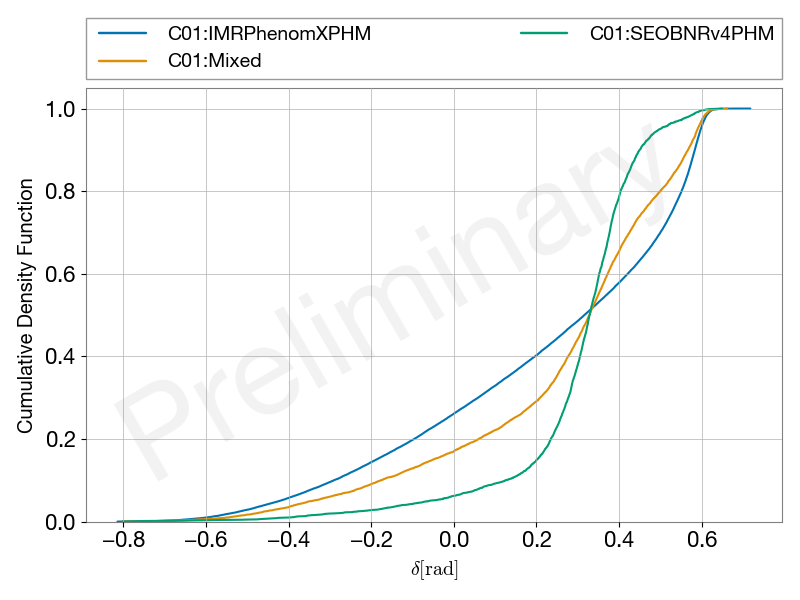 C01:IMRPhenomXPHM
C01:Mixed
C01:SEOBNRv4PHM
Preliminary
Cumulative Density Function
1.0
0.8
0.6
0.4
0.2
0.0
−0.8 −0.6 −0.4 −0.2 0.0 0.2 0.4 0.6
δ[rad]